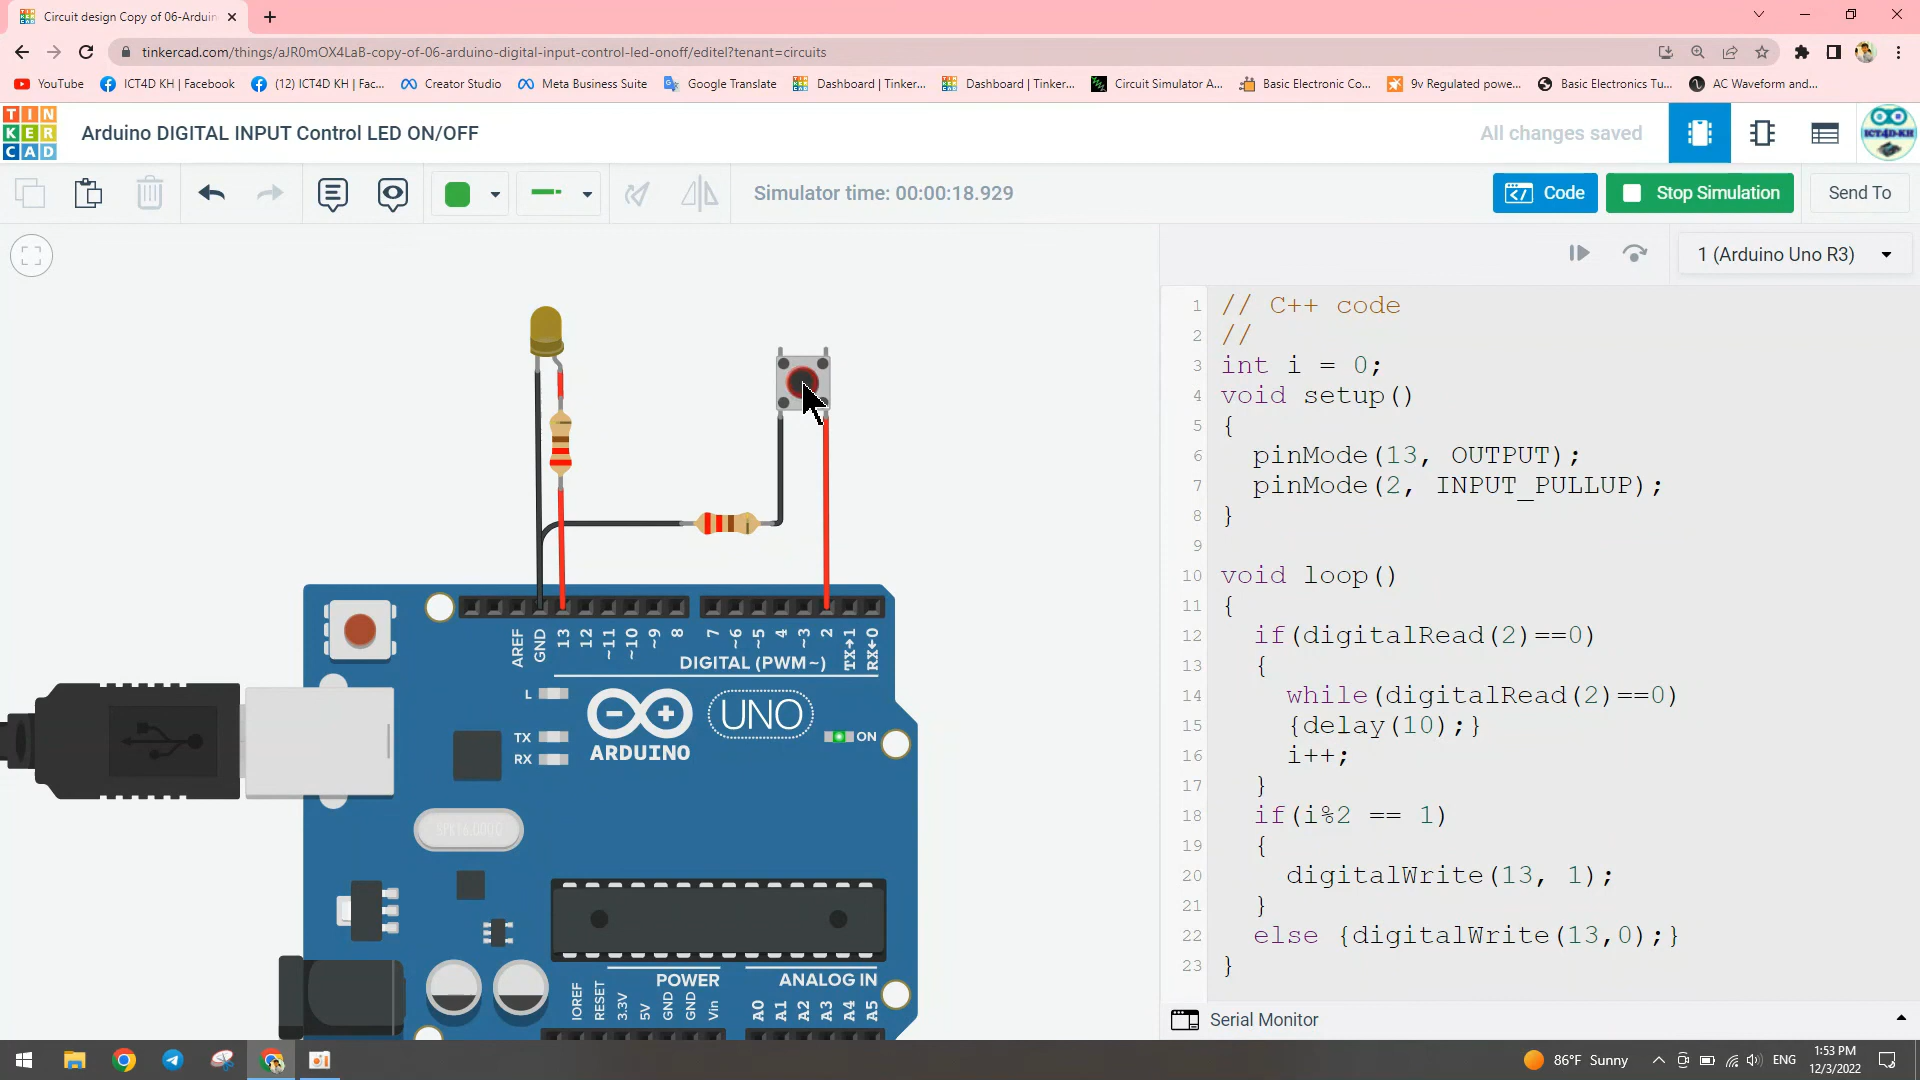 Circuit design Copy of 06-Arduin
tinkercad.com/things/aJR0mOX4LaB-copy-of-06-arduino-digital-input-control-led-onoff/editel?tenant=circuits
YouTube
ICT4D KH | Facebook
(12) ICT4D KH | Fac...
Creator Studio
Meta Business Suite
Google Translate
Dashboard | Tinker...
Dashboard | Tinker...
Circuit Simulator A...
Basic Electronic Co...
9v Regulated powe...
Basic Electronics Tu...
AC Waveform and...
TIN
KER
CAD
Arduino DIGITAL INPUT Control LED ON/OFF
All changes saved
ICT4D-KH
Simulator time: 00:00:18.929
Code
Stop Simulation
Send To
1 (Arduino Uno R3)
1 // C++ code
2 //
3 int i = 0;
4 void setup()
5 {
6 pinMode(13, OUTPUT);
7 pinMode(2, INPUT_PULLUP);
8 }
9
10 void loop()
11 {
12 if(digitalRead(2)==0)
13 {
14 while(digitalRead(2)==0)
15 {delay(10);}
16 i++;
17 }
18 if(i%2 == 1)
19 {
20 digitalWrite(13, 1);
21 }
22 else {digitalWrite(13,0);}
23 }
AREF GND 13 12 ~11 ~10 ~9 8 7 ~6 ~5 4 ~3 2 TX→1 RX←0
DIGITAL (PWM~)
L
TX
RX
ARDUINO
UNO
ON
SPK16.000G
POWER
ANALOG IN
IOREF RESET 3.3V 5V GND GND Vin A0 A1 A2 A3 A4 A5
Serial Monitor
86°F Sunny
ENG
1:53 PM
12/3/2022